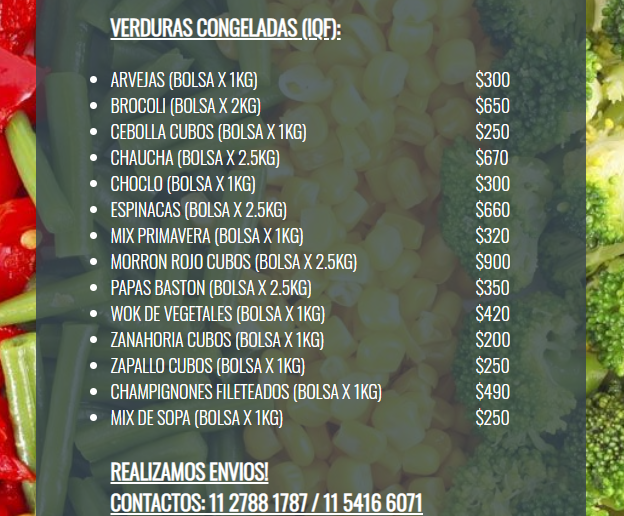 VERDURAS CONGELADAS (IQF):
• ARVEJAS (BOLSA X 1KG) $300
• BROCOLI (BOLSA X 2KG) $650
• CEBOLLA CUBOS (BOLSA X 1KG) $250
• CHAUCHA (BOLSA X 2.5KG) $670
• CHOCLO (BOLSA X 1KG) $300
• ESPINACAS (BOLSA X 2.5KG) $660
• MIX PRIMAVERA (BOLSA X 1KG) $320
• MORRON ROJO CUBOS (BOLSA X 2.5KG) $900
• PAPAS BASTON (BOLSA X 2.5KG) $350
• WOK DE VEGETALES (BOLSA X 1KG) $420
• ZANAHORIA CUBOS (BOLSA X 1KG) $200
• ZAPALLO CUBOS (BOLSA X 1KG) $250
• CHAMPIGNONES FILETEADOS (BOLSA X 1KG) $490
• MIX DE SOPA (BOLSA X 1KG) $250
REALIZAMOS ENVIOS!
CONTACTOS: 11 2788 1787 / 11 5416 6071